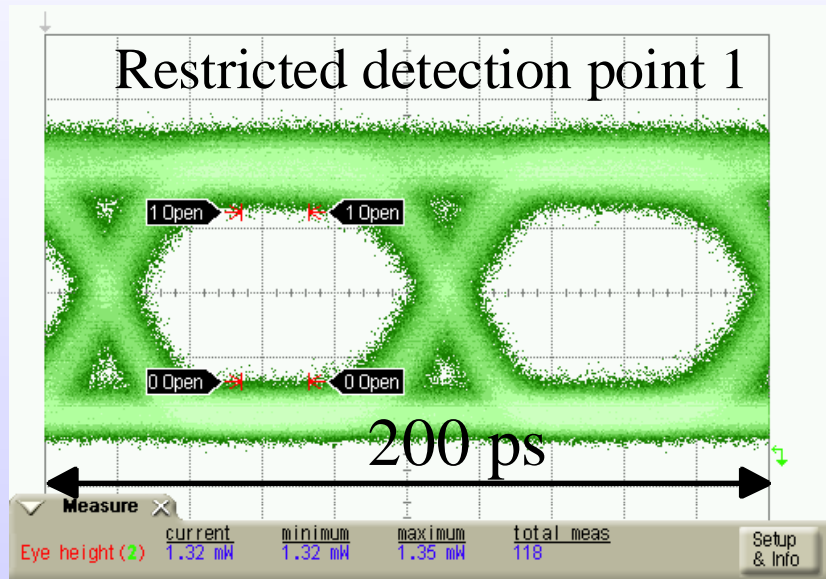 Restricted detection point 1
1 Open 1 Open
0 Open 0 Open
200 ps
Measure
current minimum maximum total meas
Eye height(2) 1.32 mW 1.32 mW 1.35 mW 118
Setup
& Info